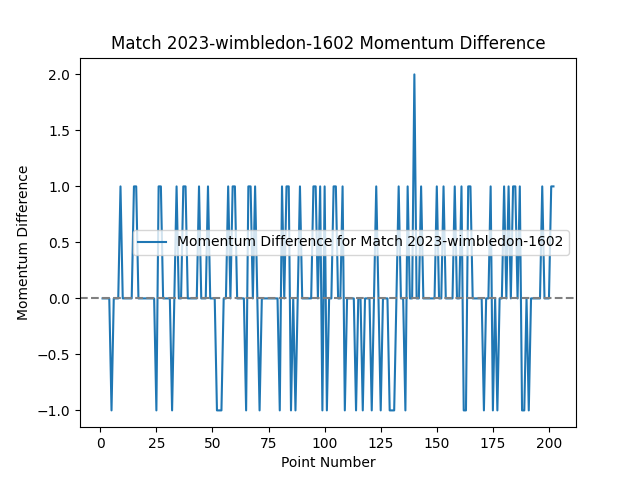 Match 2023-wimbledon-1602 Momentum Difference
2.0
1.5
1.0
0.5
0.0
−0.5
−1.0
Momentum Difference
Momentum Difference for Match 2023-wimbledon-1602
0 25 50 75 100 125 150 175 200
Point Number